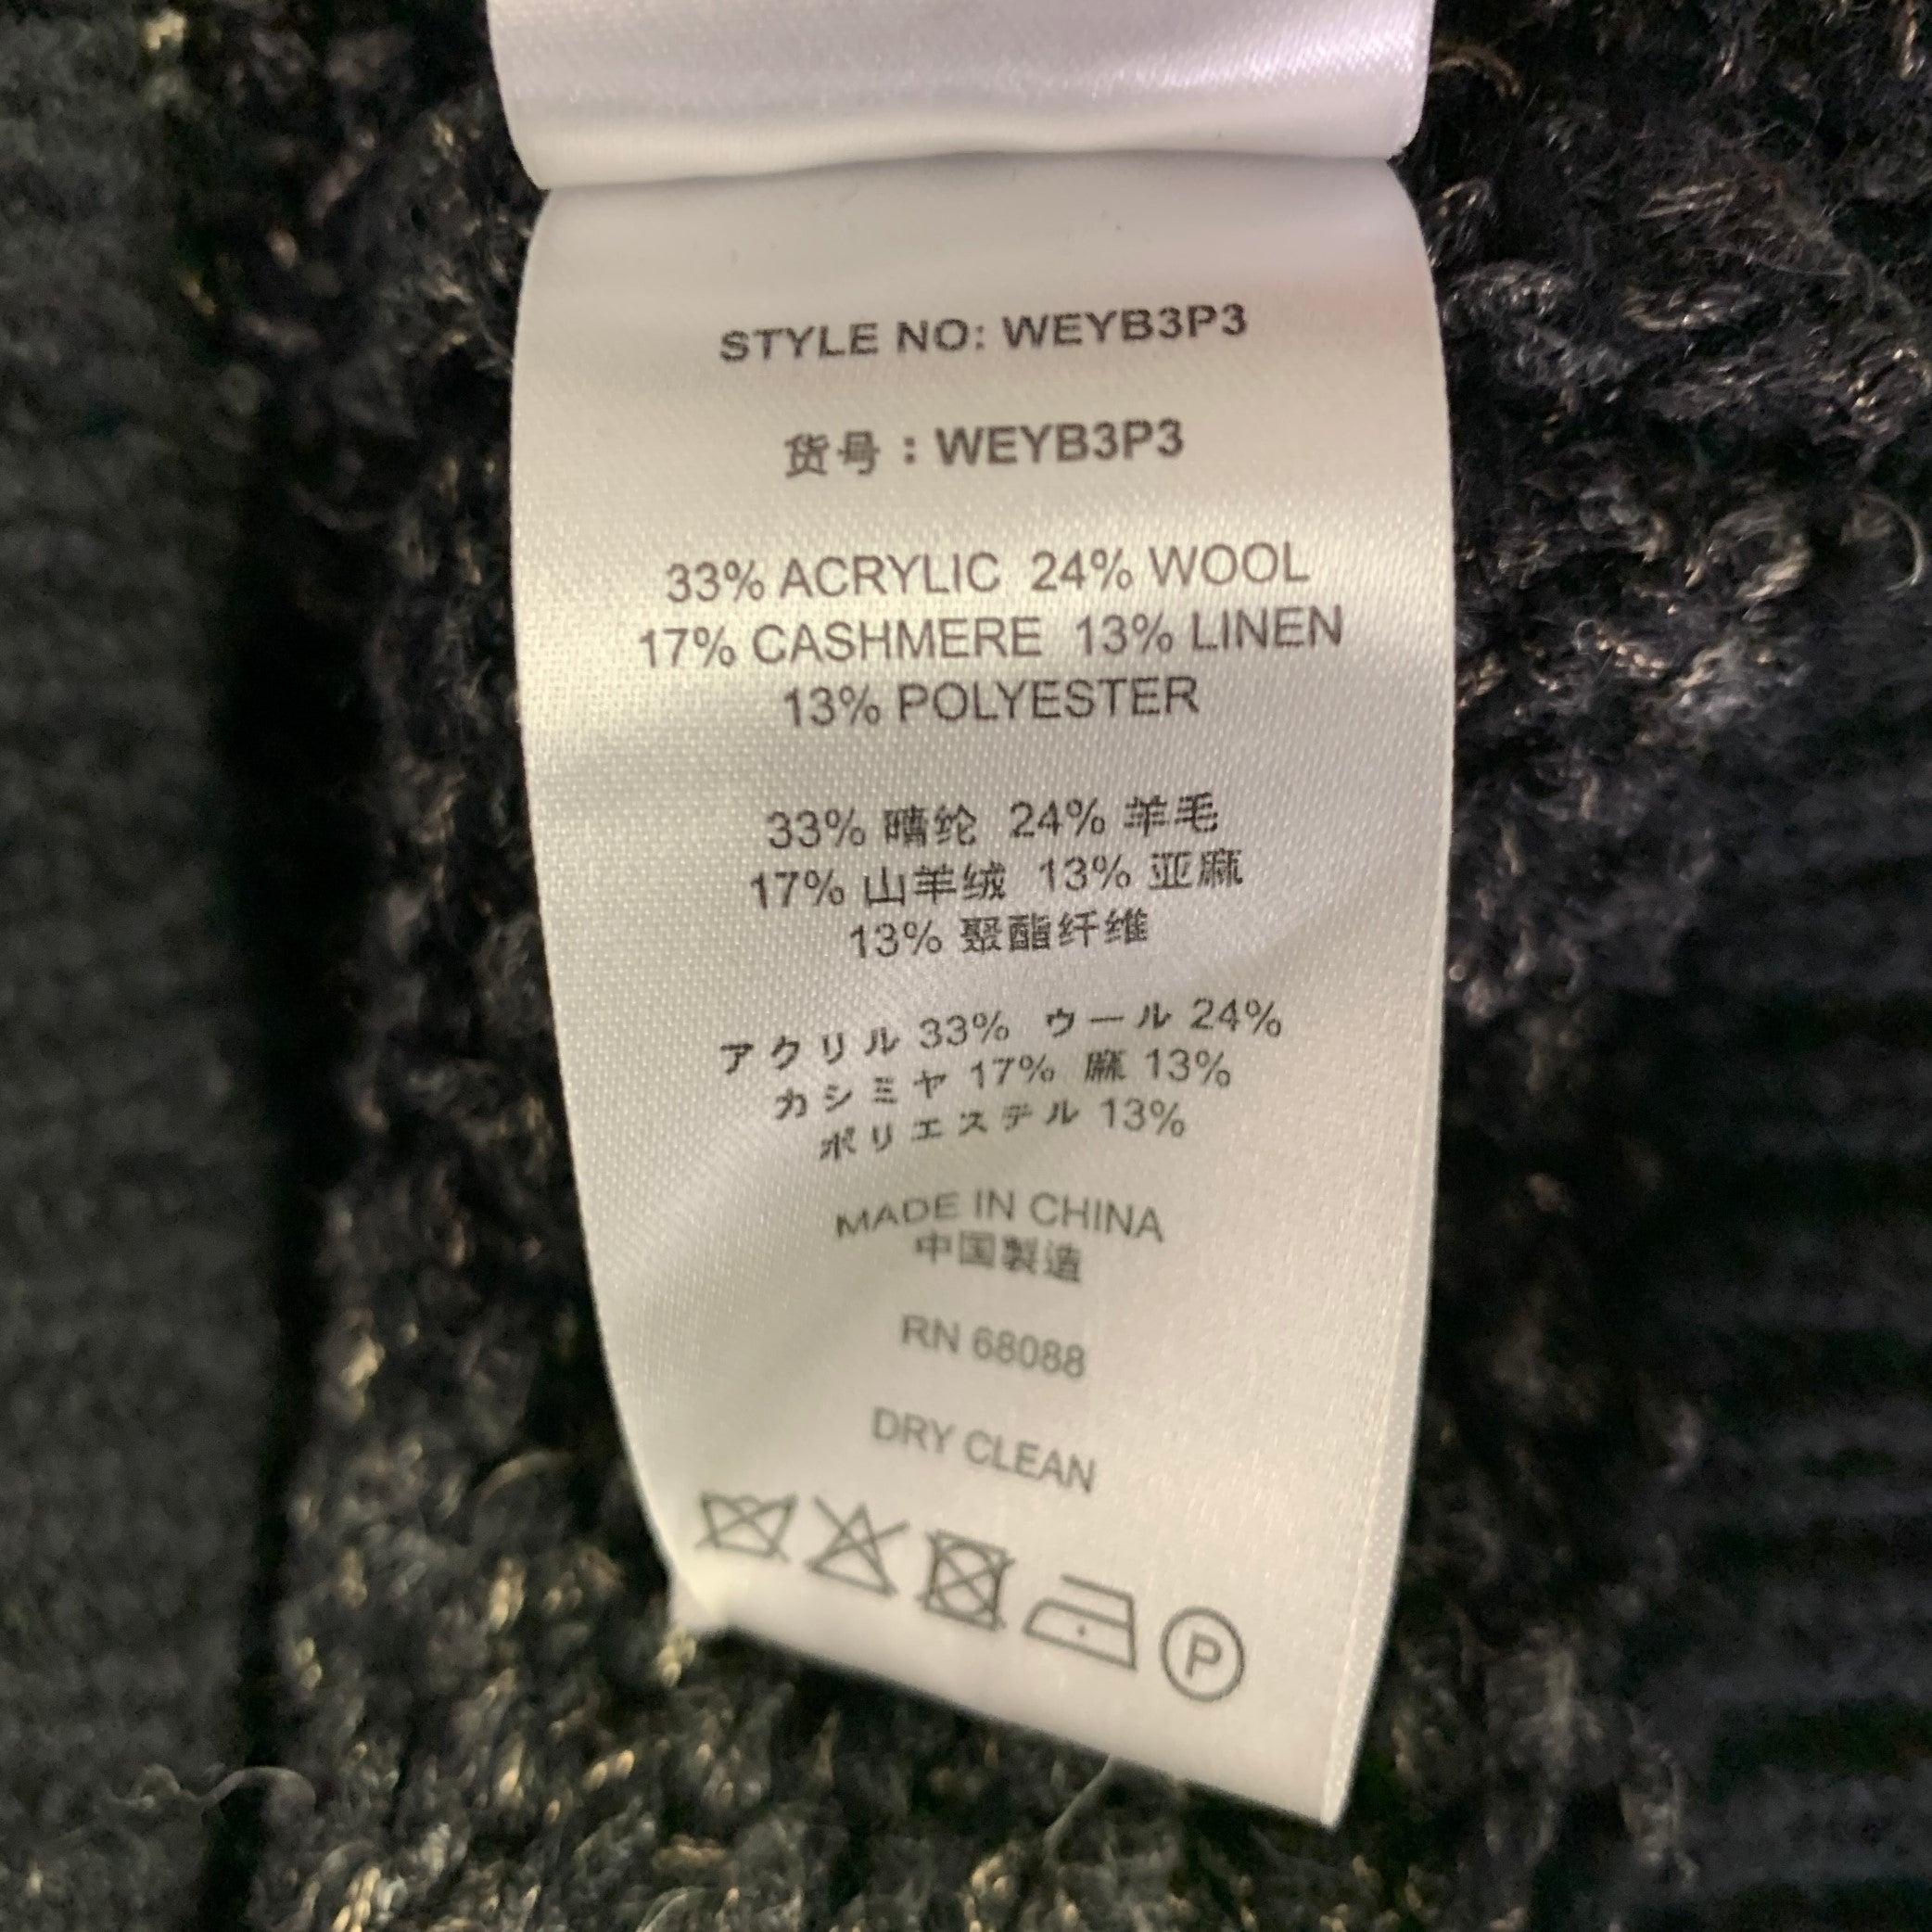 STYLE NO: WEYB3P3
货号：WEYB3P3
33% ACRYLIC 24% WOOL
17% CASHMERE 13% LINEN
13% POLYESTER
33% 晴纶 24% 羊毛
17% 山羊绒 13% 亚麻
13% 聚酯纤维
アクリル 33% ウール 24%
カシミヤ 17% 麻 13%
ポリエステル 13%
MADE IN CHINA
中国製造
RN 68088
DRY CLEAN
P